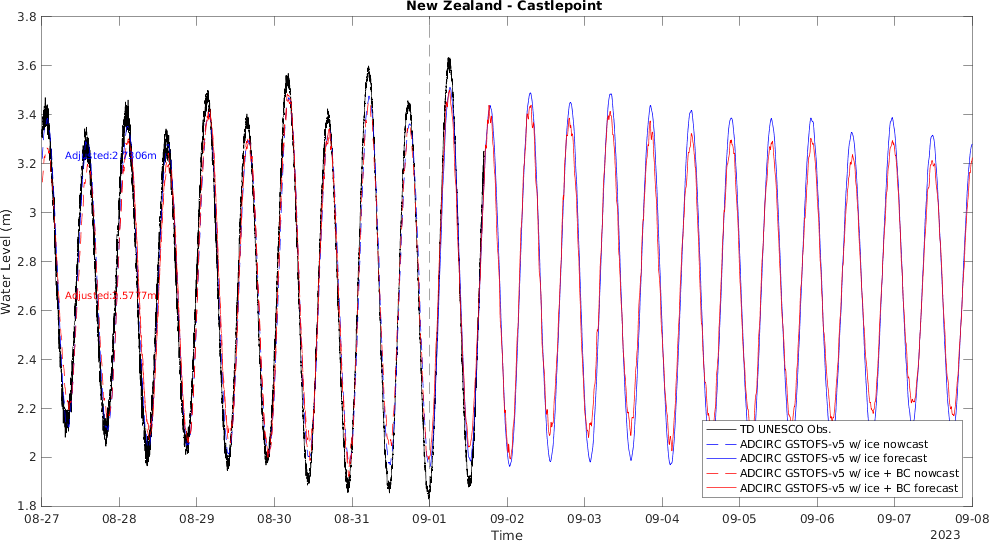 New Zealand - Castlepoint
Water Level (m)
3.8
3.6
3.4
3.2
3
2.8
2.6
2.4
2.2
2
1.8
TD UNESCO Obs.
ADCIRC GSTOFS-v5 w/ ice nowcast
ADCIRC GSTOFS-v5 w/ ice forecast
ADCIRC GSTOFS-v5 w/ ice + BC nowcast
ADCIRC GSTOFS-v5 w/ ice + BC forecast
08-27 08-28 08-29 08-30 08-31 09-01 09-02 09-03 09-04 09-05 09-06 09-07 09-08
Time
2023